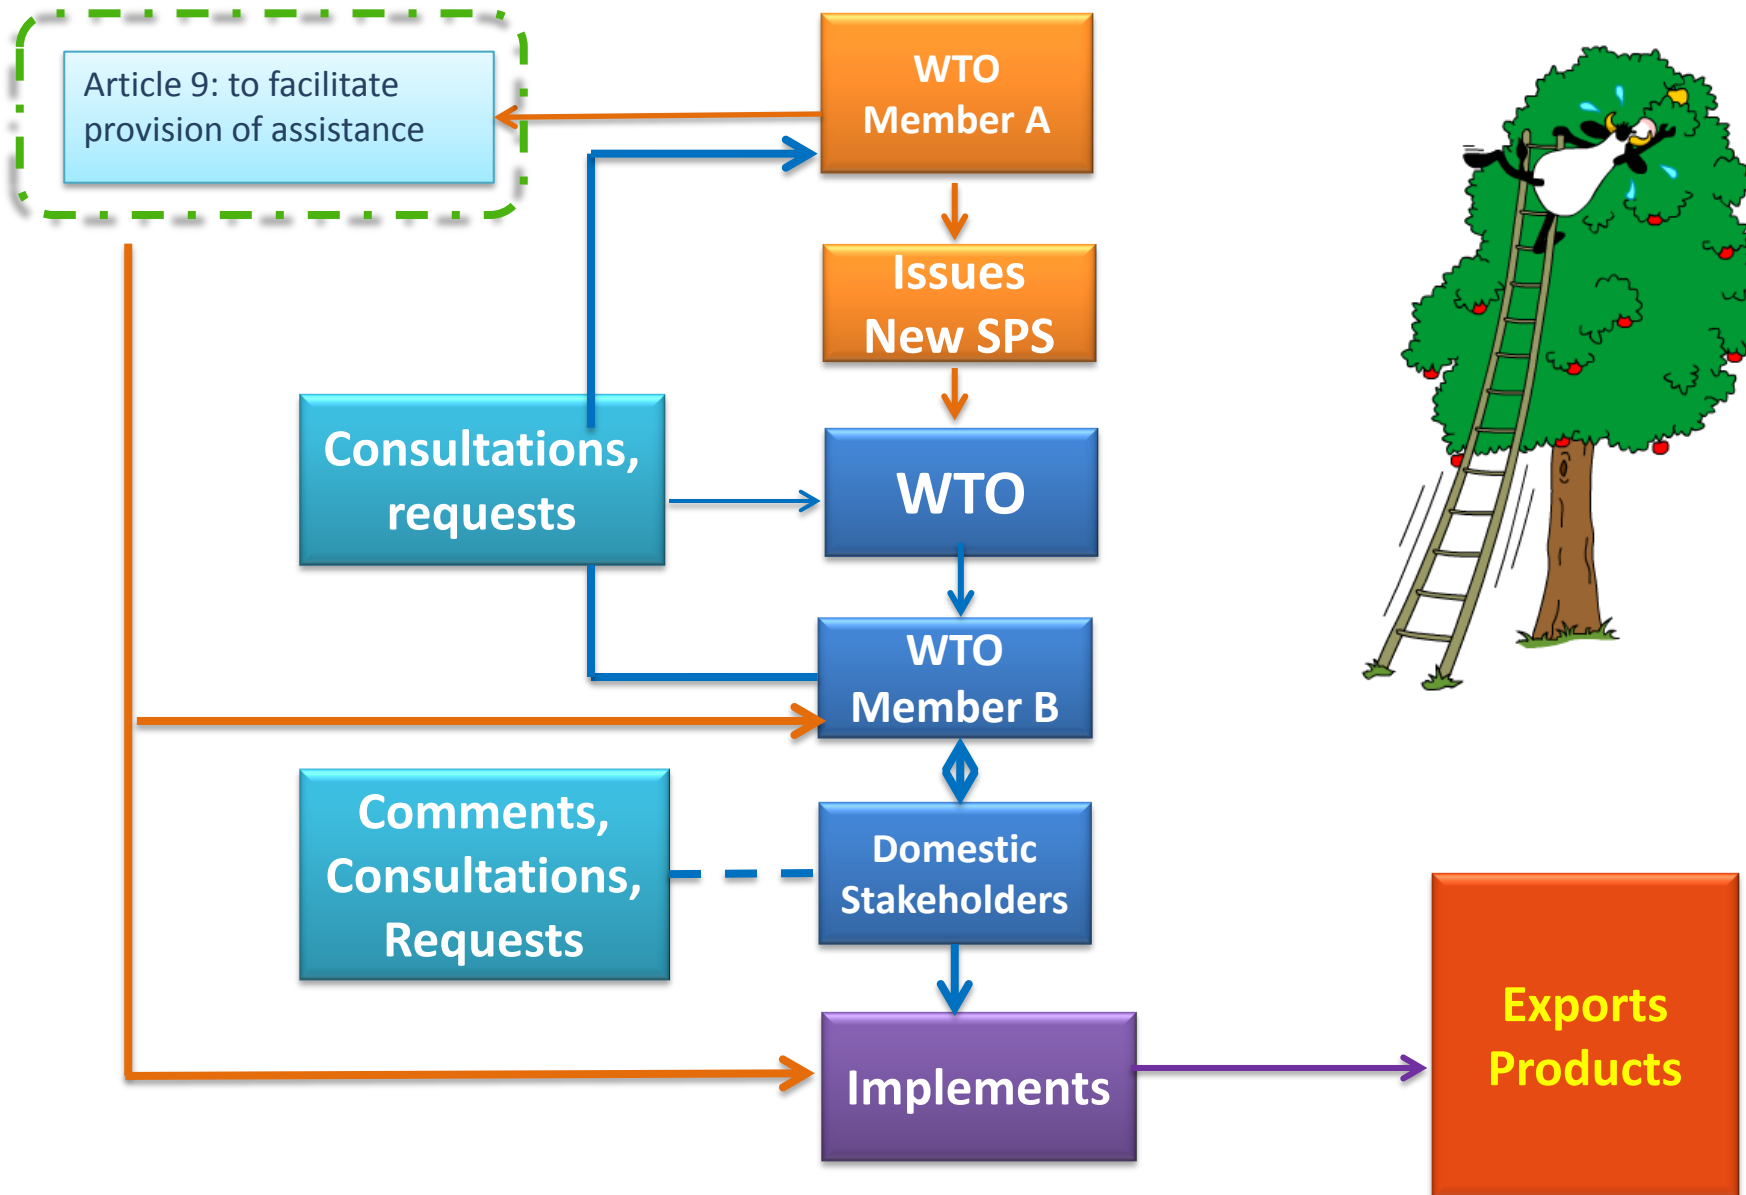 Article 9: to facilitate
provision of assistance
WTO
Member A
Issues
New SPS
Consultations,
requests
WTO
WTO
Member B
Comments,
Consultations,
Requests
Domestic
Stakeholders
Implements
Exports
Products